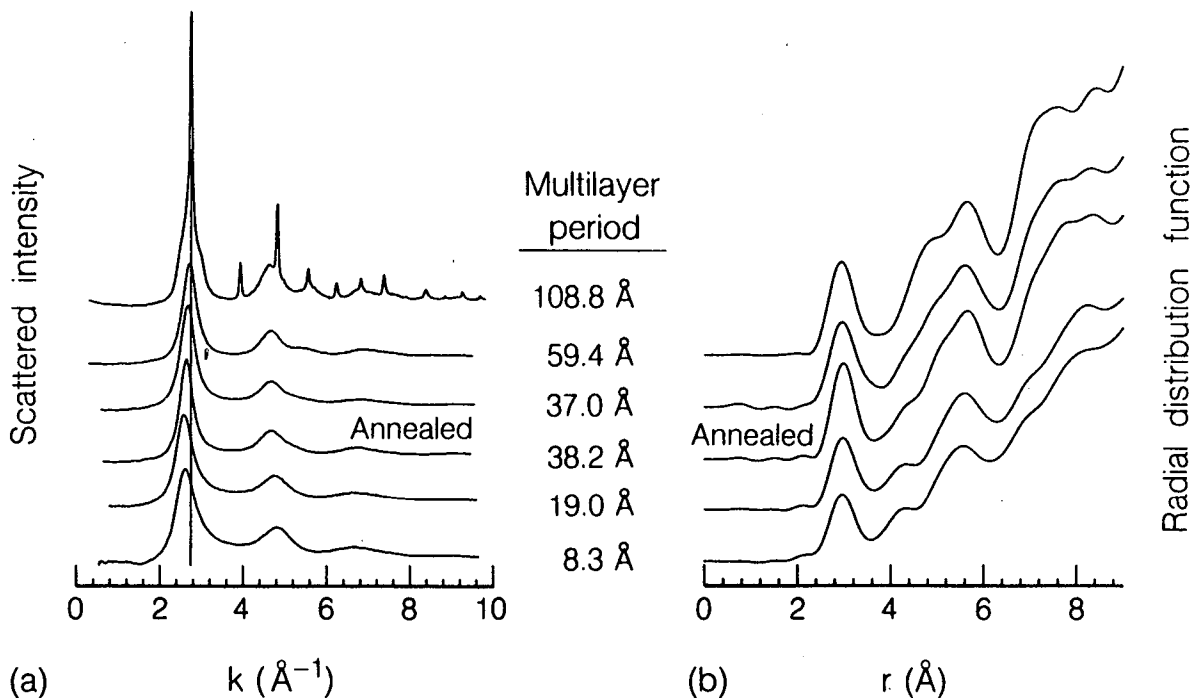 Scattered intensity
Multilayer
period
108.8 Å
59.4 Å
37.0 Å
38.2 Å
19.0 Å
8.3 Å
Annealed
0 2 4 6 8 10
(a) k (Å⁻¹)
Annealed
0 2 4 6 8
(b) r (Å)
Radial distribution function